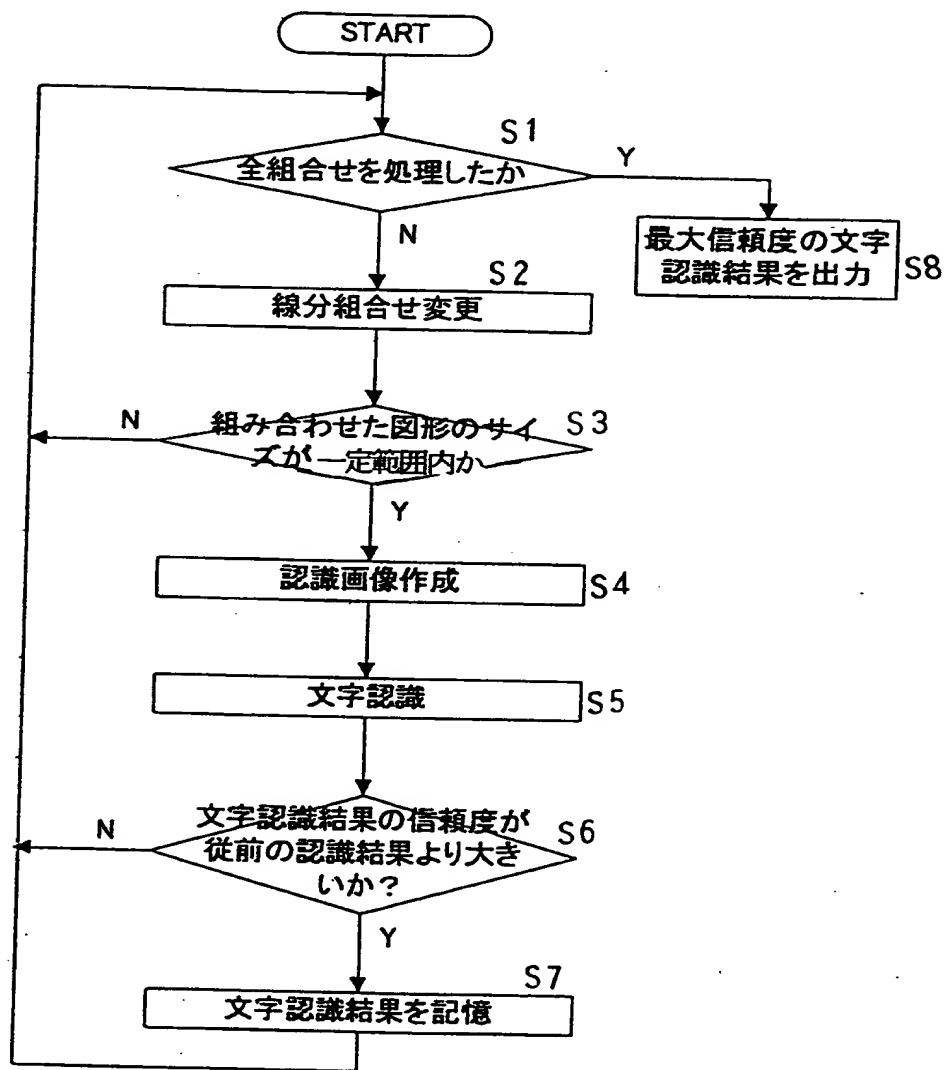 START
S1
全組合せを処理したか
Y
N
最大信頼度の文字
認識結果を出力
S8
S2
線分組合せ変更
N
組み合わせた図形のサイ
ズが一定範囲内か
S3
Y
認識画像作成
S4
文字認識
S5
N
文字認識結果の信頼度が
従前の認識結果より大き
いか?
S6
Y
S7
文字認識結果を記憶